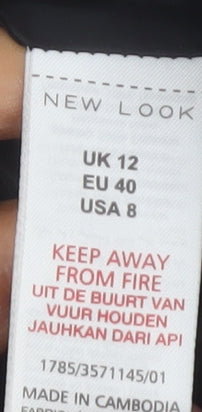 NEW LOOK
UK 12
EU 40
USA 8
KEEP AWAY
FROM FIRE
UIT DE BUURT VAN
VUUR HOUDEN
JAUHKAN DARI API
1785/3571145/01
MADE IN CAMBODIA